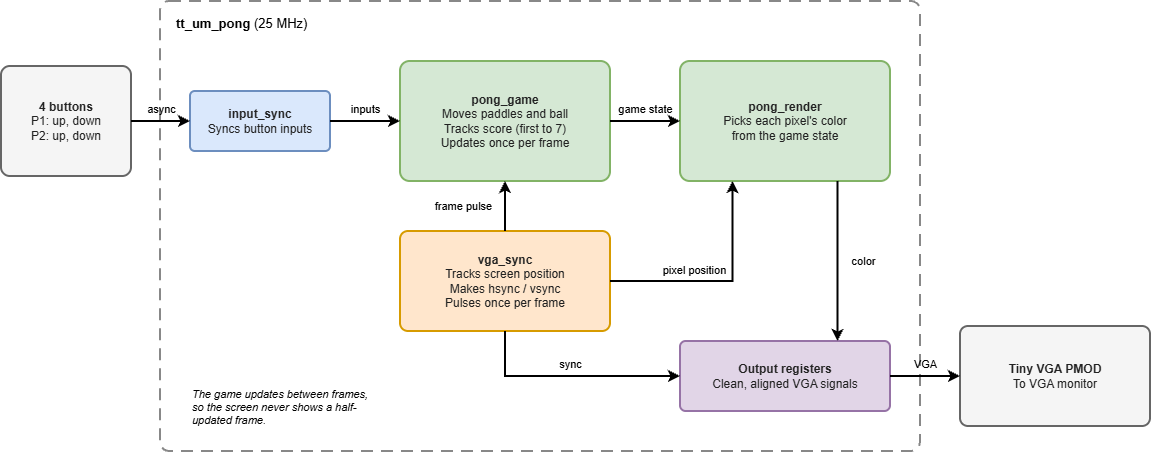 tt_um_pong (25 MHz)
4 buttons
P1: up, down
P2: up, down
async
input_sync
Syncs button inputs
inputs
pong_game
Moves paddles and ball
Tracks score (first to 7)
Updates once per frame
game state
pong_render
Picks each pixel's color
from the game state
frame pulse
vga_sync
Tracks screen position
Makes hsync / vsync
Pulses once per frame
pixel position
color
sync
Output registers
Clean, aligned VGA signals
VGA
Tiny VGA PMOD
To VGA monitor
The game updates between frames,
so the screen never shows a half-
updated frame.